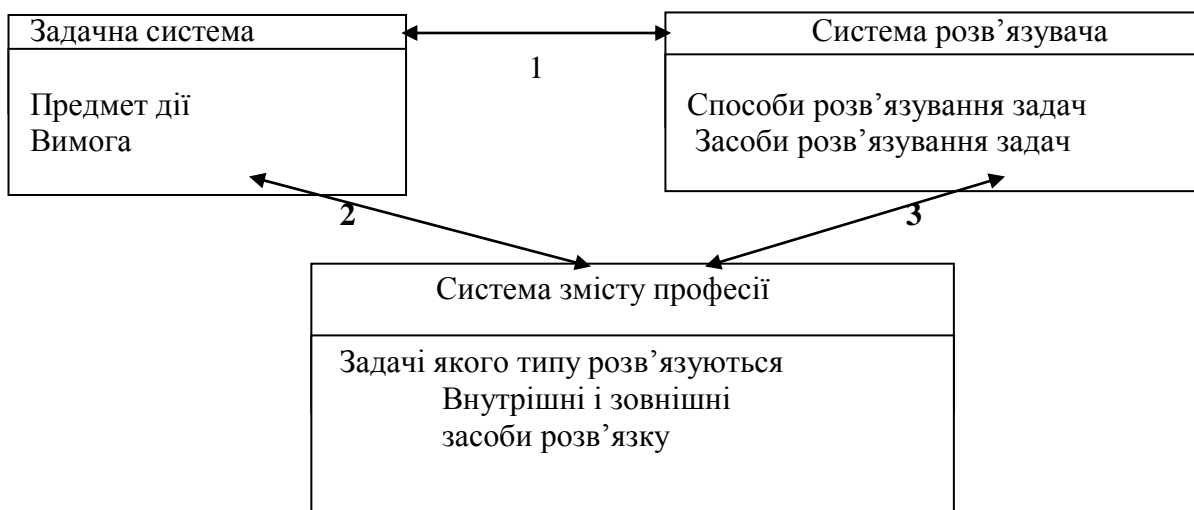 Задачна система
1
Система розв’язувача
Предмет дії
Вимога
Способи розв’язування задач
Засоби розв’язування задач
2
3
Система змісту професії
Задачі якого типу розв’язуються
Внутрішні і зовнішні
засоби розв’язку